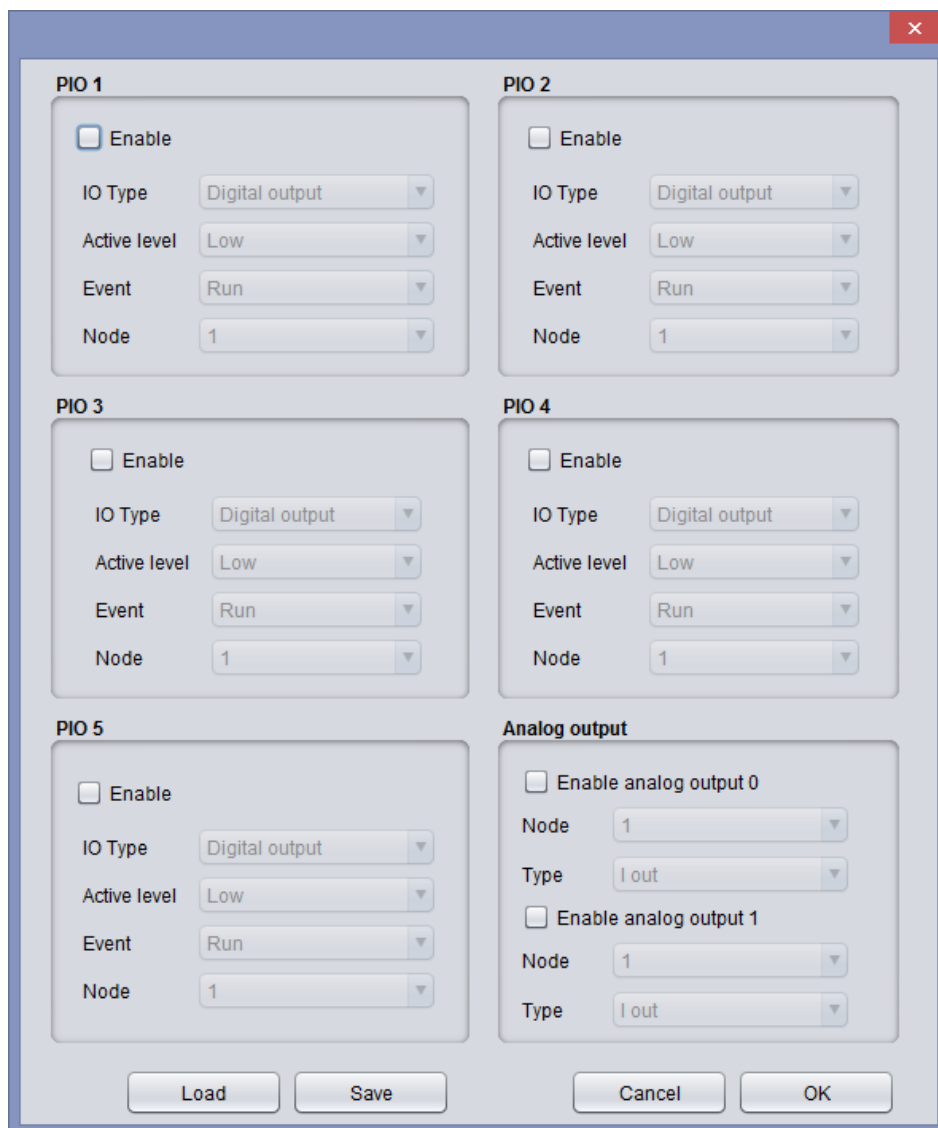 PIO 1
Enable
IO Type Digital output
Active level Low
Event Run
Node 1
PIO 2
Enable
IO Type Digital output
Active level Low
Event Run
Node 1
PIO 3
Enable
IO Type Digital output
Active level Low
Event Run
Node 1
PIO 4
Enable
IO Type Digital output
Active level Low
Event Run
Node 1
PIO 5
Enable
IO Type Digital output
Active level Low
Event Run
Node 1
Analog output
Enable analog output 0
Node 1
Type I out
Enable analog output 1
Node 1
Type I out
Load Save Cancel OK